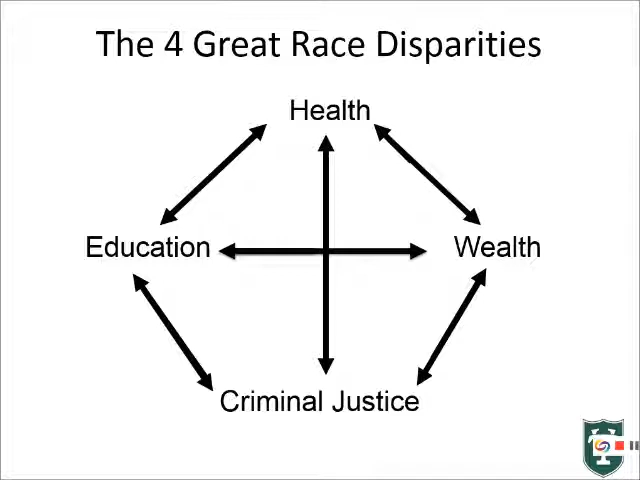 The 4 Great Race Disparities
Health
Education
Wealth
Criminal Justice